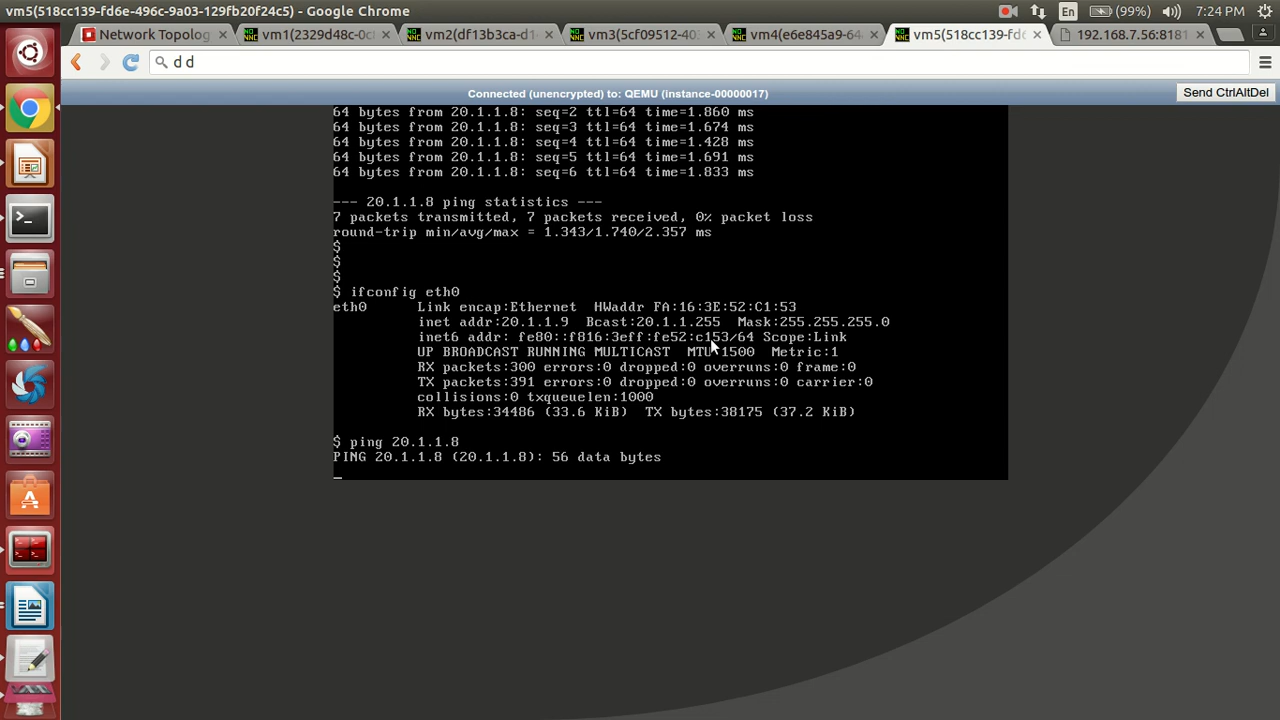 vm5(518cc139-fd6e-496c-9a03-129fb20f24c5) - Google Chrome
En (99%) 7:24 PM
Network Topolog vm1(2329d48c-0c vm2(df13b3ca-d1 vm3(5cf09512-40 vm4(e6e845a9-64 vm5(518cc139-fd6 192.168.7.56:8181
d d
Connected (unencrypted) to: QEMU (instance-00000017)
Send CtrlAltDel
64 bytes from 20.1.1.8: seq=2 ttl=64 time=1.860 ms
64 bytes from 20.1.1.8: seq=3 ttl=64 time=1.674 ms
64 bytes from 20.1.1.8: seq=4 ttl=64 time=1.428 ms
64 bytes from 20.1.1.8: seq=5 ttl=64 time=1.691 ms
64 bytes from 20.1.1.8: seq=6 ttl=64 time=1.833 ms
--- 20.1.1.8 ping statistics ---
7 packets transmitted, 7 packets received, 0% packet loss
round-trip min/avg/max = 1.343/1.740/2.357 ms
$
$
$
$ ifconfig eth0
eth0 Link encap:Ethernet HWaddr FA:16:3E:52:C1:53
inet addr:20.1.1.9 Bcast:20.1.1.255 Mask:255.255.255.0
inet6 addr: fe80::f816:3eff:fe52:c153/64 Scope:Link
UP BROADCAST RUNNING MULTICAST MTU:1500 Metric:1
RX packets:300 errors:0 dropped:0 overruns:0 frame:0
TX packets:391 errors:0 dropped:0 overruns:0 carrier:0
collisions:0 txqueuelen:1000
RX bytes:34486 (33.6 KiB) TX bytes:38175 (37.2 KiB)
$ ping 20.1.1.8
PING 20.1.1.8 (20.1.1.8): 56 data bytes